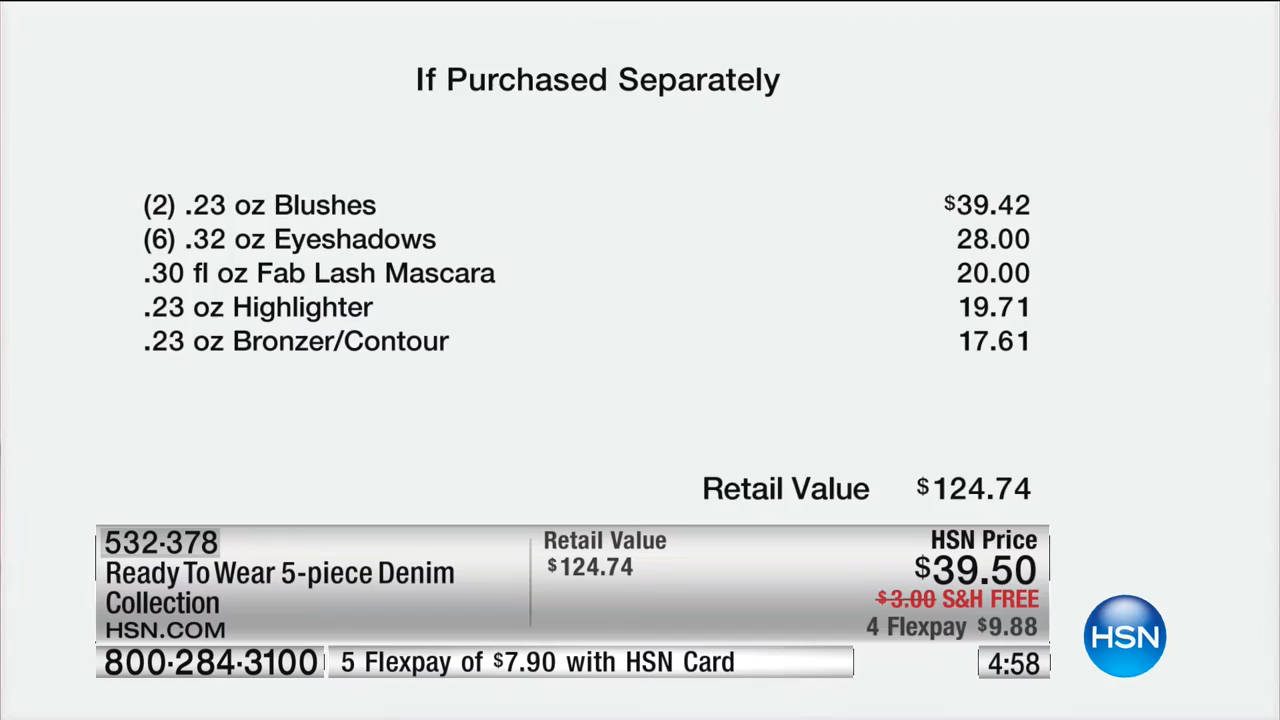 If Purchased Separately
(2) .23 oz Blushes $39.42
(6) .32 oz Eyeshadows 28.00
.30 fl oz Fab Lash Mascara 20.00
.23 oz Highlighter 19.71
.23 oz Bronzer/Contour 17.61
Retail Value $124.74
532·378
Ready To Wear 5-piece Denim
Collection
HSN.COM
Retail Value
$124.74
HSN Price
$39.50
$3.00 S&H FREE
4 Flexpay $9.88
800·284·3100
5 Flexpay of $7.90 with HSN Card
4:58
HSN